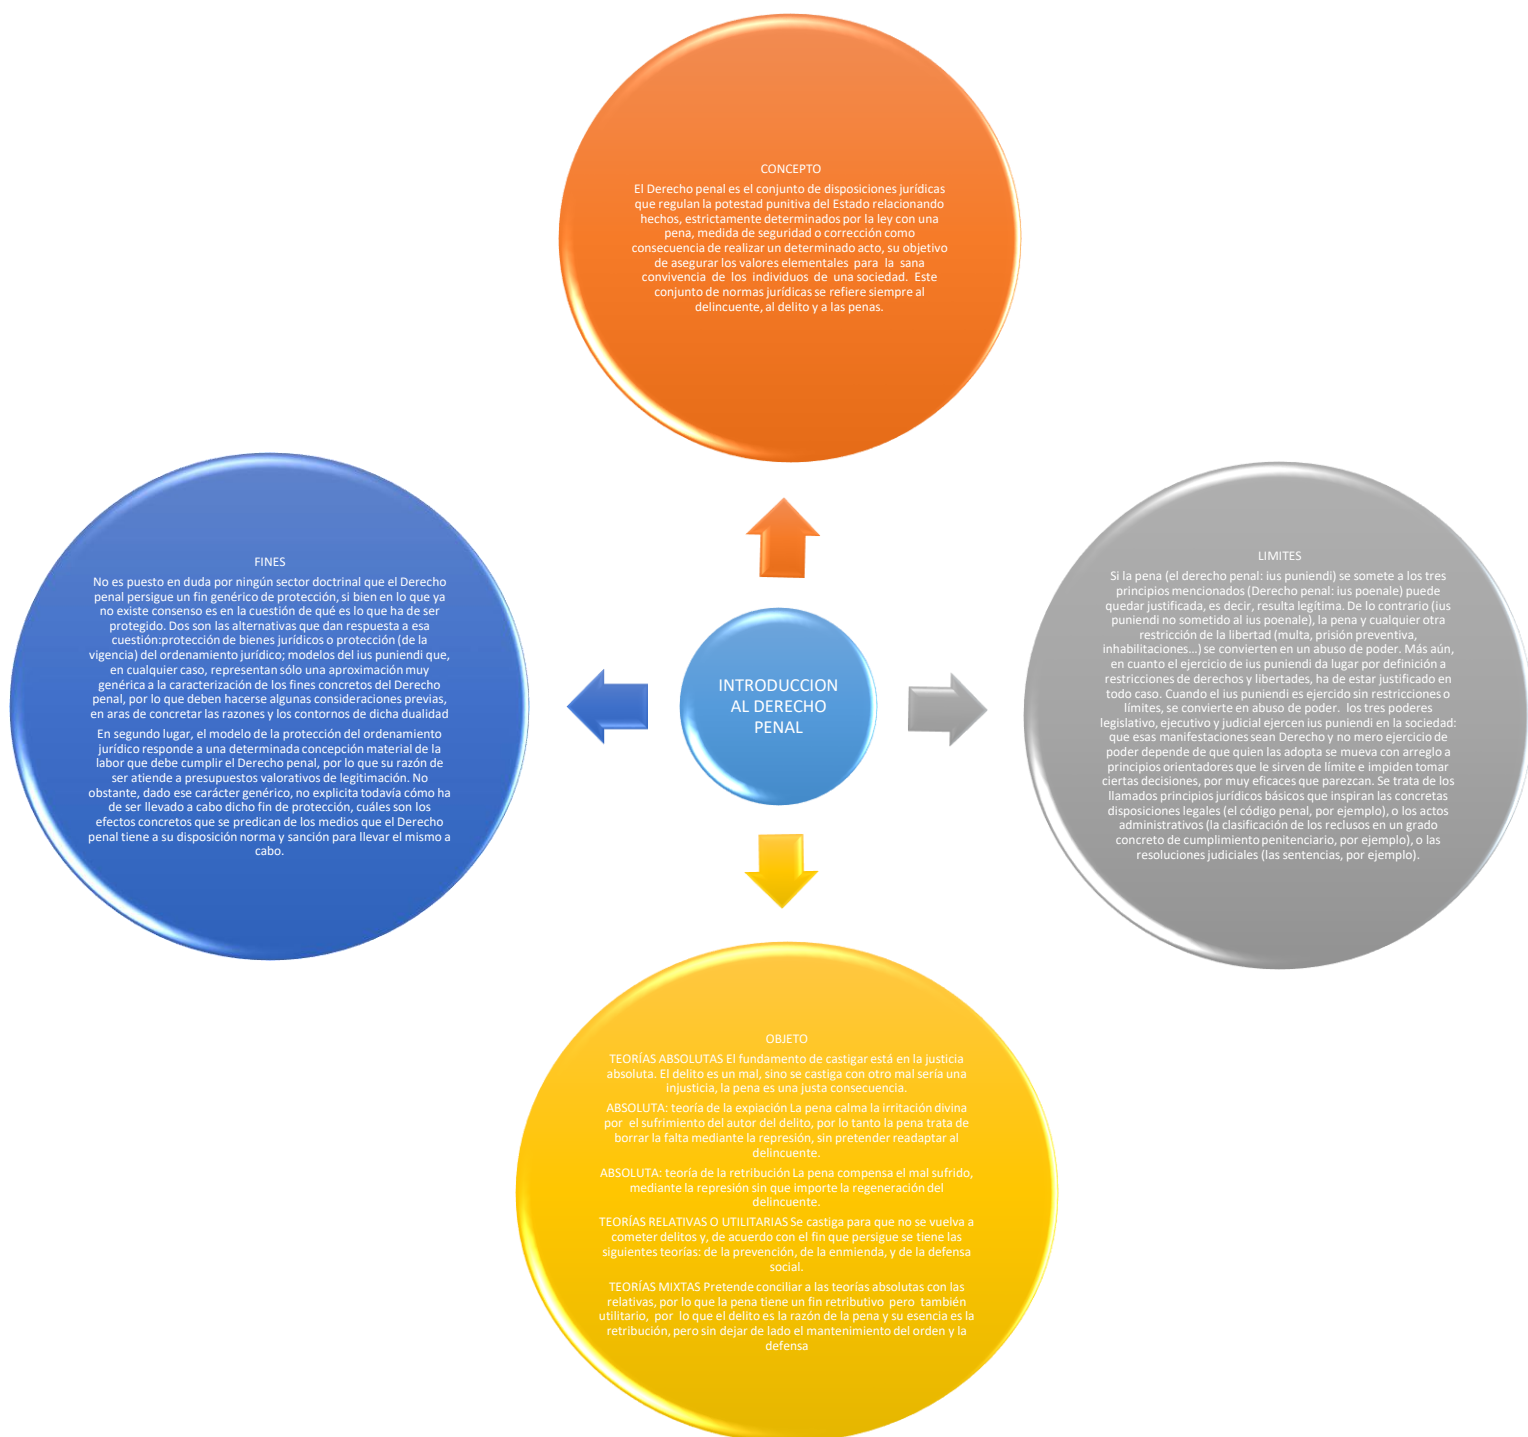 CONCEPTO
El Derecho penal es el conjunto de disposiciones jurídicas
que regulan la potestad punitiva del Estado relacionando
hechos, estrictamente determinados por la ley con una
pena, medida de seguridad o corrección como
consecuencia de realizar un determinado acto, su objetivo
de asegurar los valores elementales para la sana
convivencia de los individuos de una sociedad. Este
conjunto de normas jurídicas se refiere siempre al
delincuente, al delito y a las penas.
FINES
No es puesto en duda por ningún sector doctrinal que el Derecho
penal persigue un fin genérico de protección, si bien en lo que ya
no existe consenso es en la cuestión de qué es lo que ha de ser
protegido. Dos son las alternativas que dan respuesta a esa
cuestión:protección de bienes jurídicos o protección (de la
vigencia) del ordenamiento jurídico; modelos del ius puniendi que,
en cualquier caso, representan sólo una aproximación muy
genérica a la caracterización de los fines concretos del Derecho
penal, por lo que deben hacerse algunas consideraciones previas,
en aras de concretar las razones y los contornos de dicha dualidad
En segundo lugar, el modelo de la protección del ordenamiento
jurídico responde a una determinada concepción material de la
labor que debe cumplir el Derecho penal, por lo que su razón de
ser atiende a presupuestos valorativos de legitimación. No
obstante, dado ese carácter genérico, no explicita todavía cómo ha
de ser llevado a cabo dicho fin de protección, cuáles son los
efectos concretos que se predican de los medios que el Derecho
penal tiene a su disposición norma y sanción para llevar el mismo a
cabo.
INTRODUCCION
AL DERECHO
PENAL
LIMITES
Si la pena (el derecho penal: ius puniendi) se somete a los tres
principios mencionados (Derecho penal: ius poenale) puede
quedar justificada, es decir, resulta legítima. De lo contrario (ius
puniendi no sometido al ius poenale), la pena y cualquier otra
restricción de la libertad (multa, prisión preventiva,
inhabilitaciones...) se convierten en un abuso de poder. Más aún,
en cuanto el ejercicio de ius puniendi da lugar por definición a
restricciones de derechos y libertades, ha de estar justificado en
todo caso. Cuando el ius puniendi es ejercido sin restricciones o
límites, se convierte en abuso de poder. los tres poderes
legislativo, ejecutivo y judicial ejercen ius puniendi en la sociedad:
que esas manifestaciones sean Derecho y no mero ejercicio de
poder depende de que quien las adopta se mueva con arreglo a
principios orientadores que le sirven de límite e impiden tomar
ciertas decisiones, por muy eficaces que parezcan. Se trata de los
llamados principios jurídicos básicos que inspiran las concretas
disposiciones legales (el código penal, por ejemplo), o los actos
administrativos (la clasificación de los reclusos en un grado
concreto de cumplimiento penitenciario, por ejemplo), o las
resoluciones judiciales (las sentencias, por ejemplo).
OBJETO
TEORÍAS ABSOLUTAS El fundamento de castigar está en la justicia
absoluta. El delito es un mal, sino se castiga con otro mal sería una
injusticia, la pena es una justa consecuencia.
ABSOLUTA: teoría de la expiación La pena calma la irritación divina
por el sufrimiento del autor del delito, por lo tanto la pena trata de
borrar la falta mediante la represión, sin pretender readaptar al
delincuente.
ABSOLUTA: teoría de la retribución La pena compensa el mal sufrido,
mediante la represión sin que importe la regeneración del
delincuente.
TEORÍAS RELATIVAS O UTILITARIAS Se castiga para que no se vuelva a
cometer delitos y, de acuerdo con el fin que persigue se tiene las
siguientes teorías: de la prevención, de la enmienda, y de la defensa
social.
TEORÍAS MIXTAS Pretende conciliar a las teorías absolutas con las
relativas, por lo que la pena tiene un fin retributivo pero también
utilitario, por lo que el delito es la razón de la pena y su esencia es la
retribución, pero sin dejar de lado el mantenimiento del orden y la
defensa